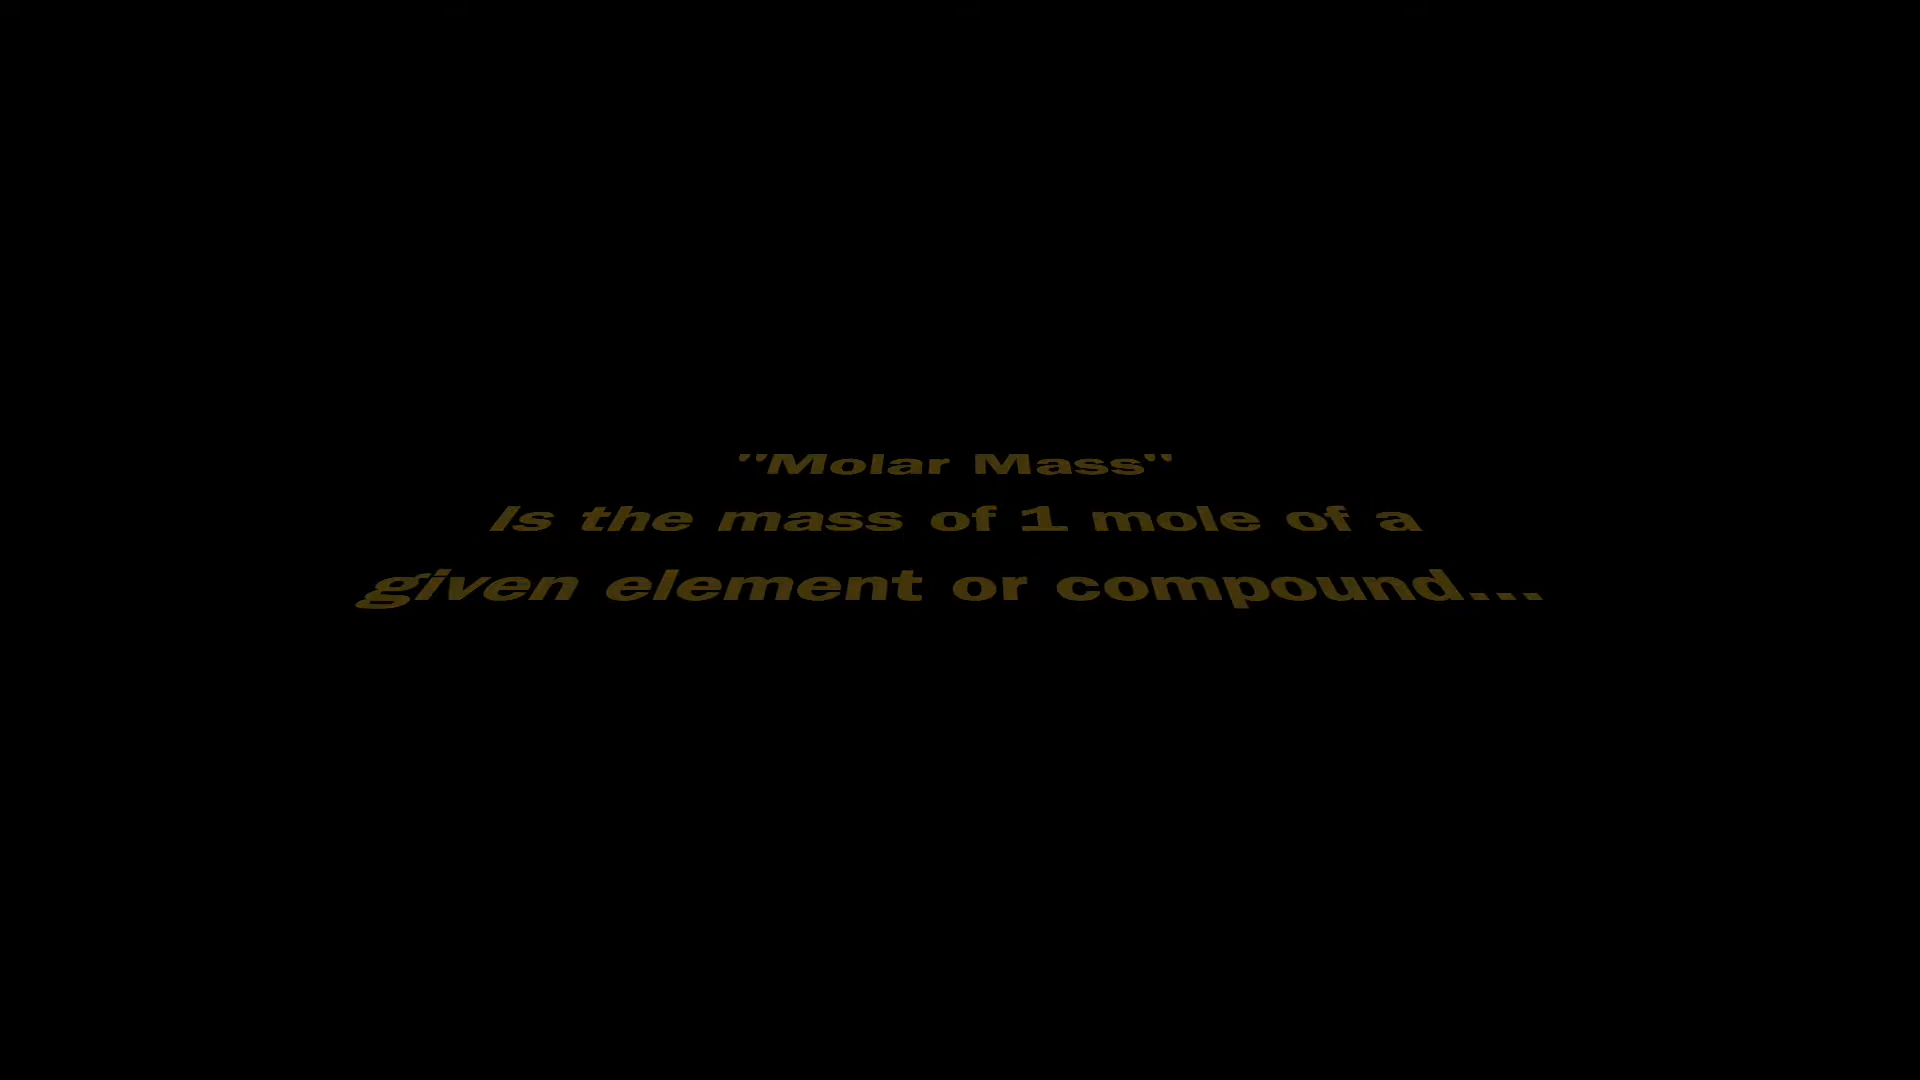 "Molar Mass"
Is the mass of 1 mole of a
given element or compound...